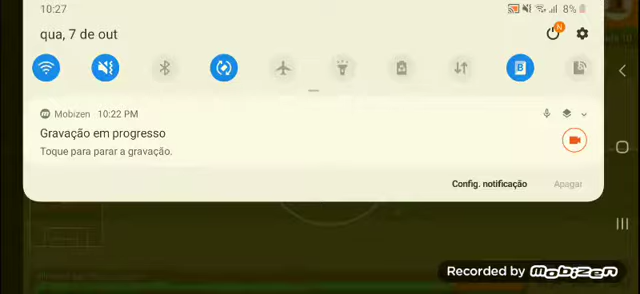 10:27
8%
qua, 7 de out
N
B
Mobizen 10:22 PM
Gravação em progresso
Toque para parar a gravação.
Config. notificação Apagar
Recorded by Mobizen